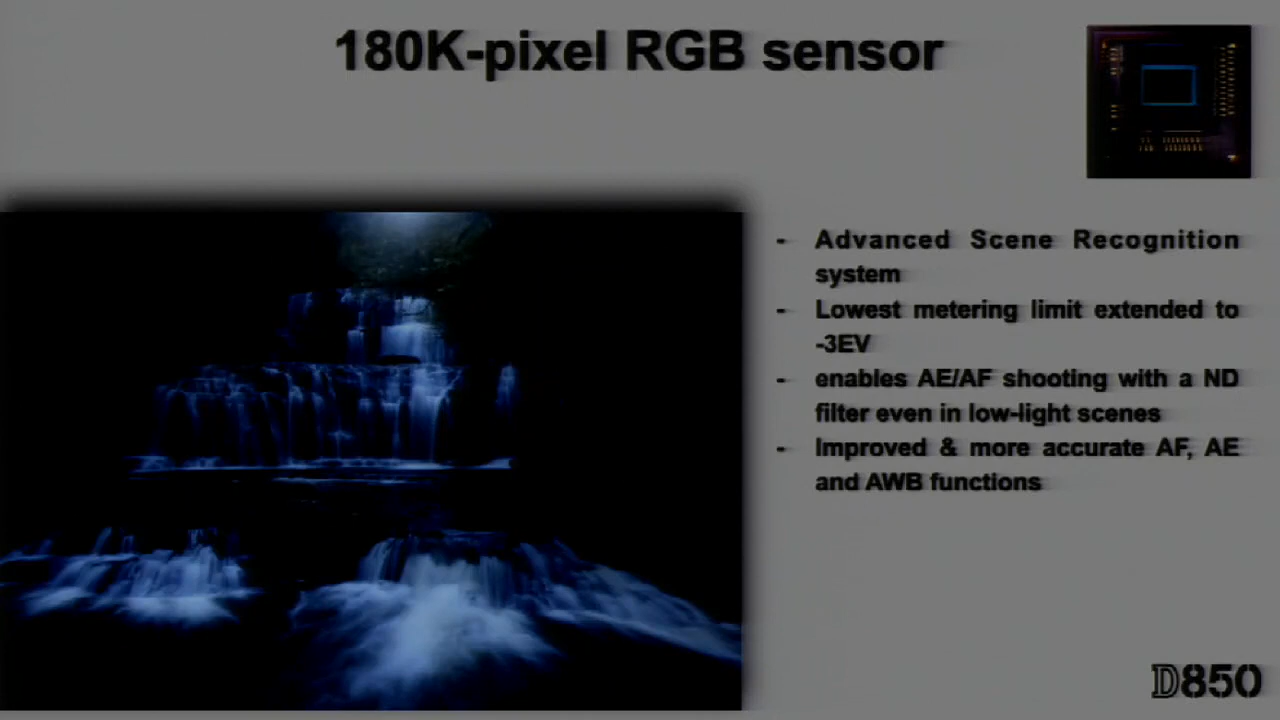 180K-pixel RGB sensor
- Advanced Scene Recognition
system
- Lowest metering limit extended to
-3EV
- enables AE/AF shooting with a ND
filter even in low-light scenes
- Improved & more accurate AF, AE
and AWB functions
D850